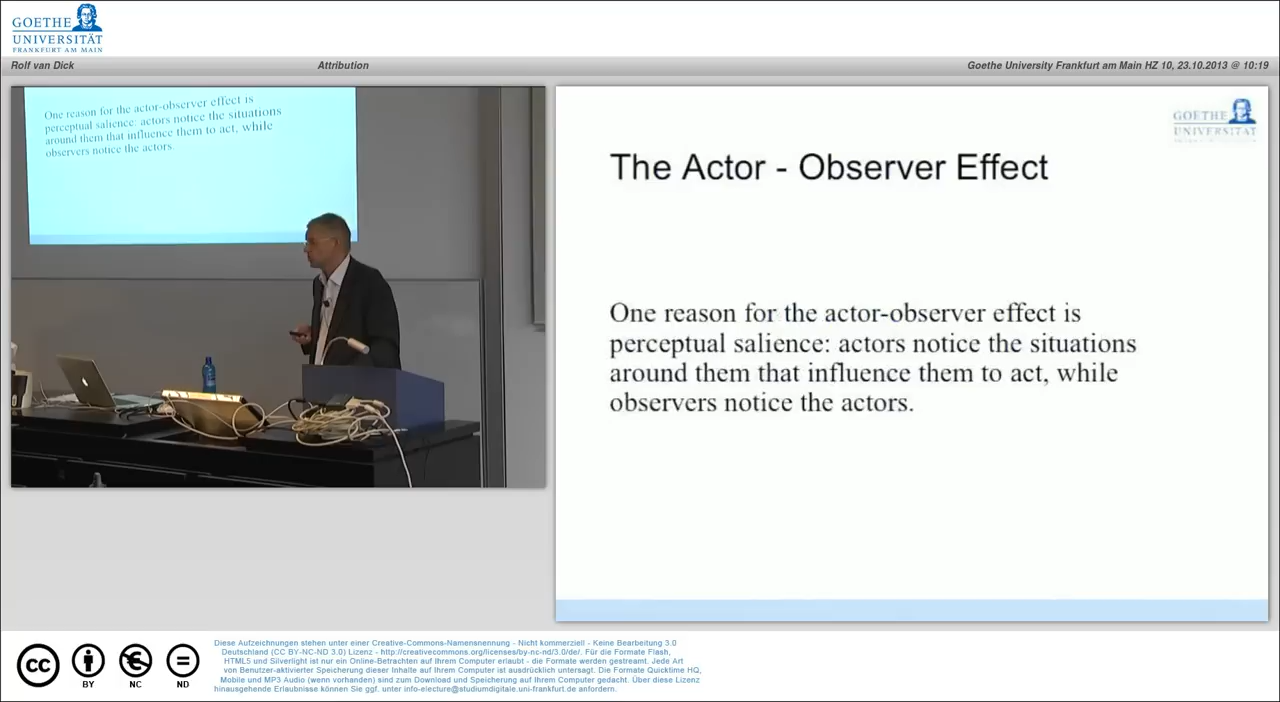 GOETHE
UNIVERSITÄT
FRANKFURT AM MAIN
Rolf van Dick
Attribution
Goethe University Frankfurt am Main HZ 10, 23.10.2013 @ 10:19
One reason for the actor-observer effect is
perceptual salience: actors notice the situations
around them that influence them to act, while
observers notice the actors.
GOETHE
UNIVERSITÄT
The Actor - Observer Effect
One reason for the actor-observer effect is
perceptual salience: actors notice the situations
around them that influence them to act, while
observers notice the actors.
cc
BY
NC
ND
Diese Aufzeichnungen stehen unter einer Creative-Commons-Namensnennung - Nicht kommerziell - Keine Bearbeitung 3.0
Deutschland (CC BY-NC-ND 3.0) Lizenz - http://creativecommons.org/licenses/by-nc-nd/3.0/de/. Für die Formate Flash,
HTML5 und Silverlight ist nur ein Online-Betrachten auf Ihrem Computer erlaubt - die Formate werden gestreamt. Jede Art
von Benutzer-aktivierter Speicherung dieser Inhalte auf Ihrem Computer ist ausdrücklich untersagt. Die Formate Quicktime HQ,
Mobile und MP3 Audio (wenn vorhanden) sind zum Download und Speicherung auf Ihrem Computer gedacht. Über diese Lizenz
hinausgehende Erlaubnisse können Sie ggf. unter info-electure@studiumdigitale.uni-frankfurt.de anfordern.